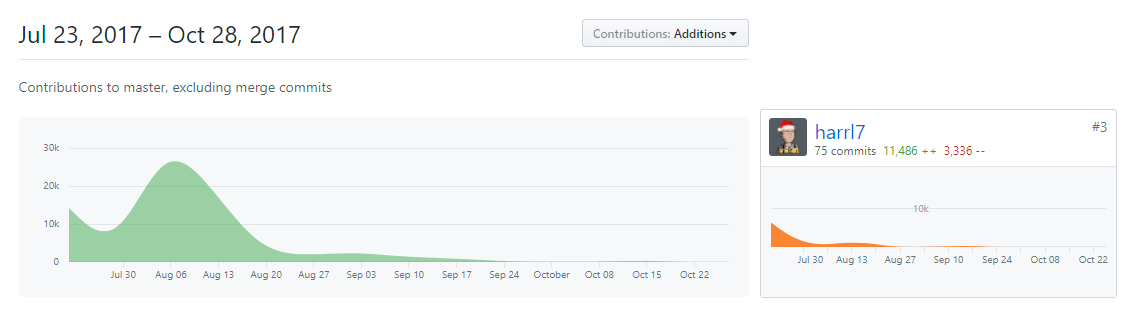 Jul 23, 2017 – Oct 28, 2017
Contributions: Additions
Contributions to master, excluding merge commits
30k
20k
10k
0
Jul 30 Aug 06 Aug 13 Aug 20 Aug 27 Sep 03 Sep 10 Sep 17 Sep 24 October Oct 08 Oct 15 Oct 22
harrl7 #3
75 commits 11,486 ++ 3,336 --
10k
Jul 30 Aug 13 Aug 27 Sep 10 Sep 24 Oct 08 Oct 22